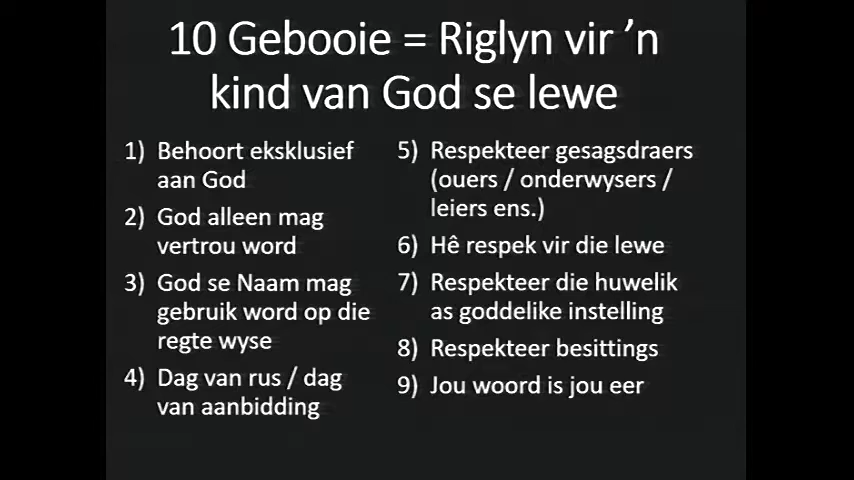 10 Gebooie = Riglyn vir ’n
kind van God se lewe
1) Behoort eksklusief
aan God
2) God alleen mag
vertrou word
3) God se Naam mag
gebruik word op die
regte wyse
4) Dag van rus / dag
van aanbidding
5) Respekteer gesagsdraers
(ouers / onderwysers /
leiers ens.)
6) Hê respek vir die lewe
7) Respekteer die huwelik
as goddelike instelling
8) Respekteer besittings
9) Jou woord is jou eer